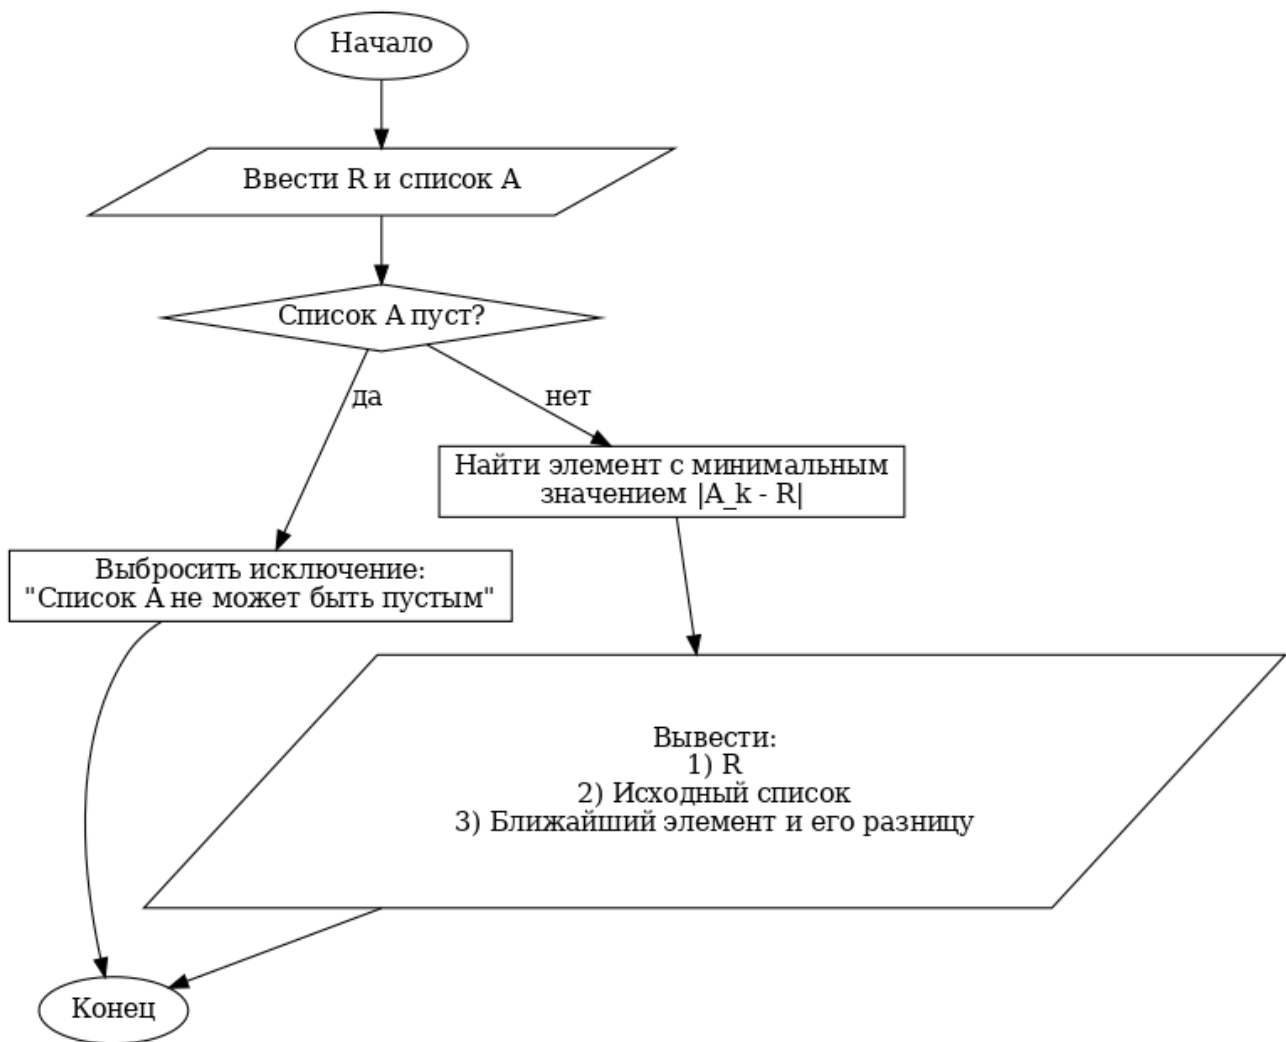 Начало
Ввести R и список A
Список A пуст?
да
нет
Найти элемент с минимальным
значением |A_k - R|
Выбросить исключение:
"Список A не может быть пустым"
Вывести:
1) R
2) Исходный список
3) Ближайший элемент и его разницу
Конец